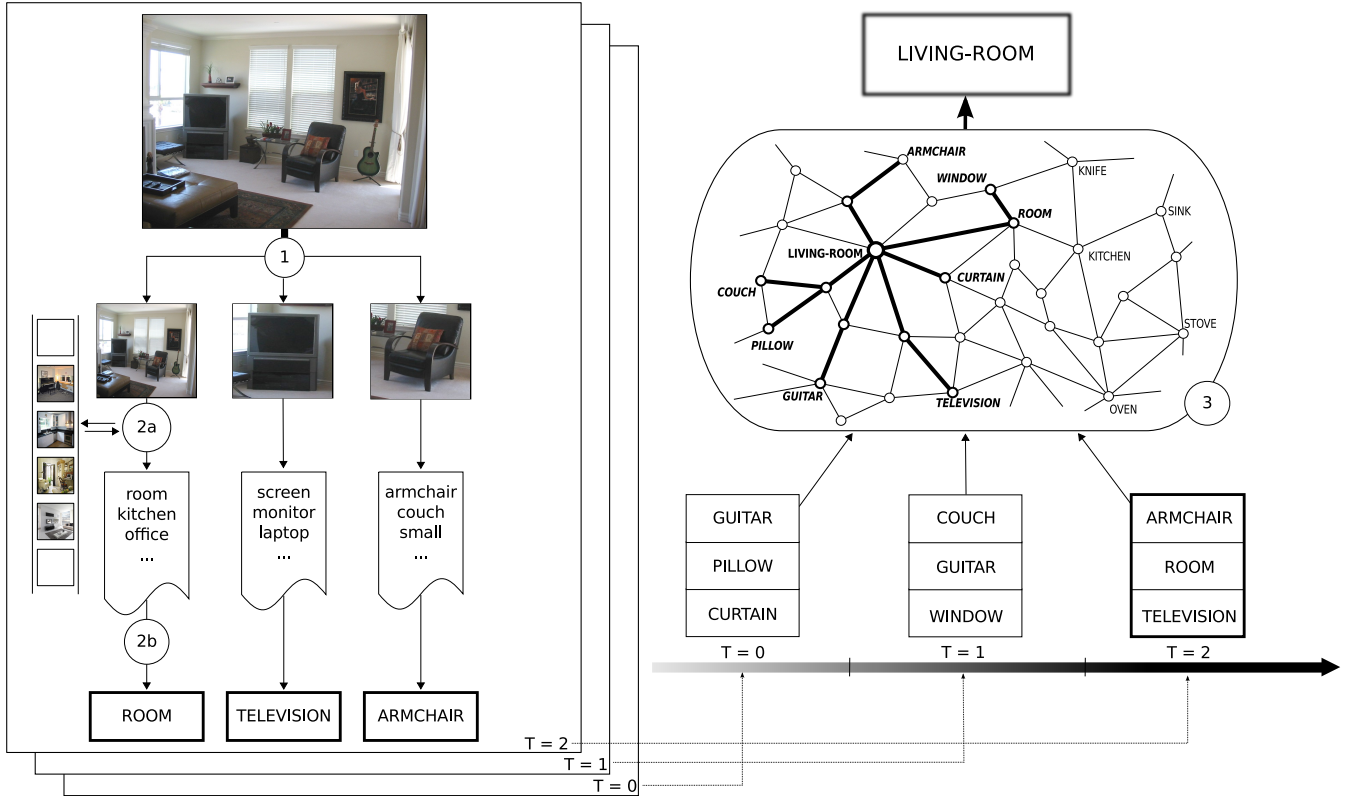 1
2a
room
kitchen
office
...
screen
monitor
laptop
...
armchair
couch
small
...
2b
ROOM
TELEVISION
ARMCHAIR
T = 2
T = 1
T = 0
LIVING-ROOM
ARMCHAIR
WINDOW
KNIFE
ROOM
SINK
LIVING-ROOM
KITCHEN
CURTAIN
COUCH
STOVE
PILLOW
GUITAR
TELEVISION
OVEN
3
GUITAR
PILLOW
CURTAIN
COUCH
GUITAR
WINDOW
ARMCHAIR
ROOM
TELEVISION
T = 0
T = 1
T = 2